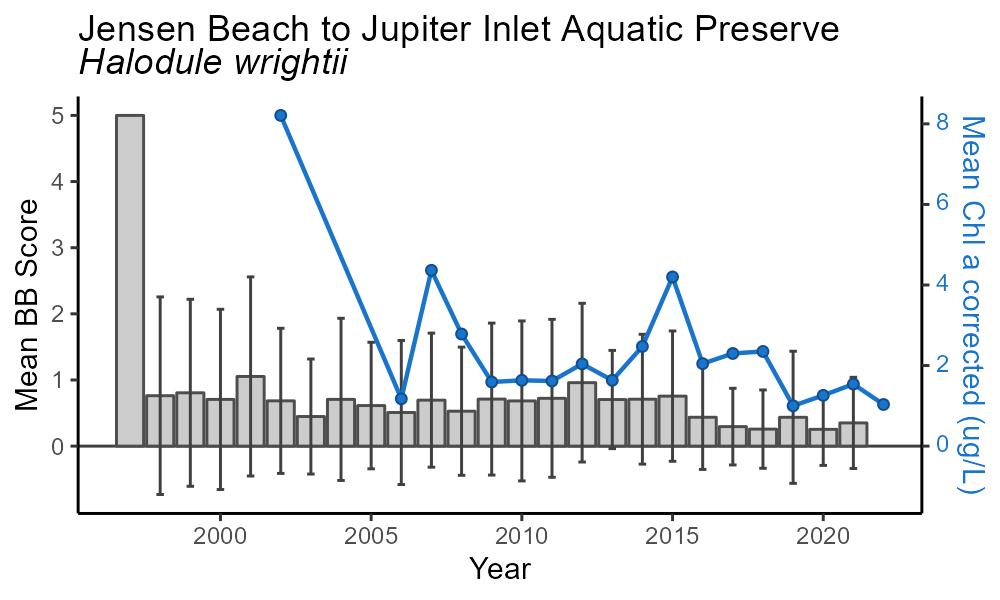 Jensen Beach to Jupiter Inlet Aquatic Preserve
Halodule wrightii
5
4
3
2
1
0
Mean BB Score
8
6
4
2
0
Mean Chl a corrected (ug/L)
2000 2005 2010 2015 2020
Year